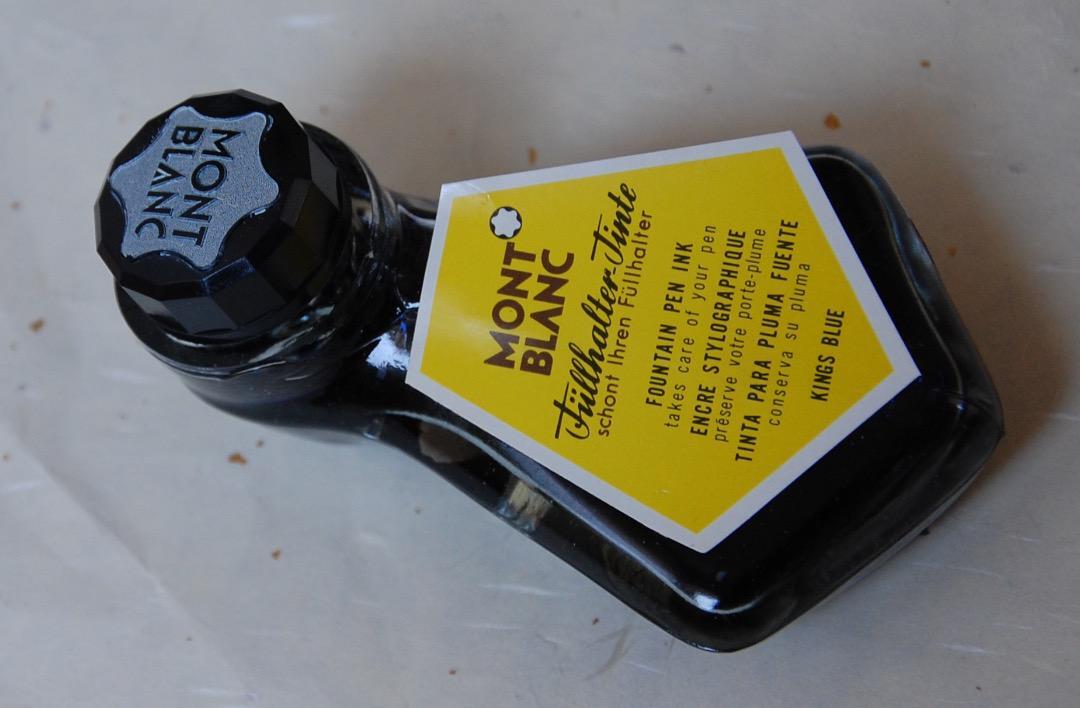 MONT
BLANC
MONT
BLANC
Füllhalter-Tinte
schont Ihren Füllhalter
FOUNTAIN PEN INK
takes care of your pen
ENCRE STYLOGRAPHIQUE
préserve votre porte-plume
TINTA PARA PLUMA FUENTE
conserva su pluma
KINGS BLUE